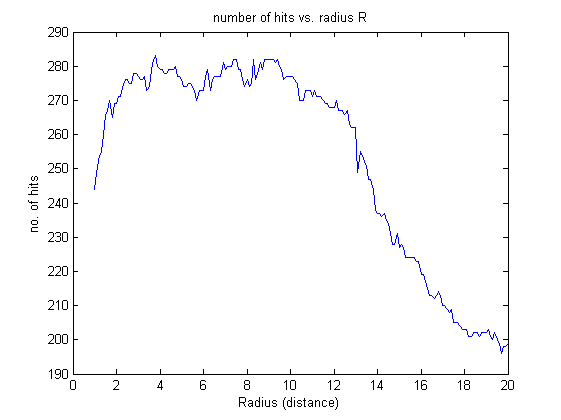 number of hits vs. radius R
290
280
270
260
250
240
230
220
210
200
190
no. of hits
0 2 4 6 8 10 12 14 16 18 20
Radius (distance)